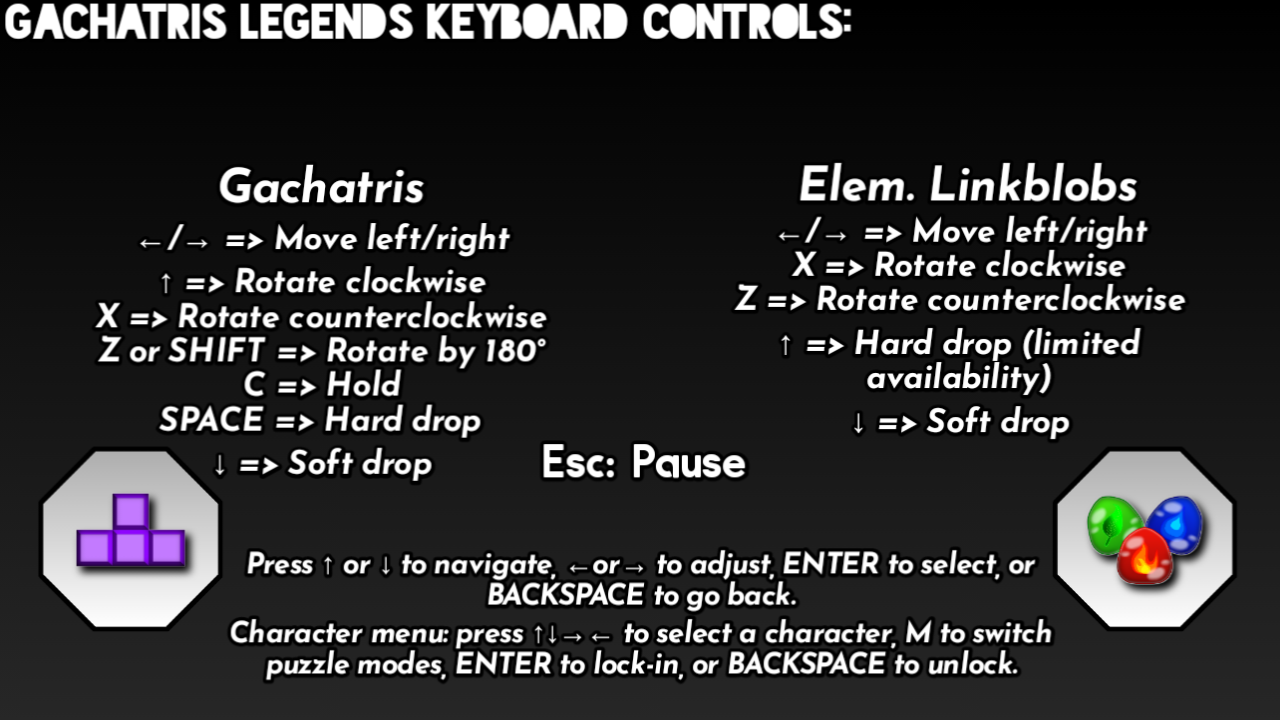 GACHATRIS LEGENDS KEYBOARD CONTROLS:
Gachatris
←/→ => Move left/right
↑ => Rotate clockwise
X => Rotate counterclockwise
Z or SHIFT => Rotate by 180°
C => Hold
SPACE => Hard drop
↓ => Soft drop
Elem. Linkblobs
←/→ => Move left/right
X => Rotate clockwise
Z => Rotate counterclockwise
↑ => Hard drop (limited
availability)
↓ => Soft drop
Esc: Pause
Press ↑ or ↓ to navigate, ←or→ to adjust, ENTER to select, or
BACKSPACE to go back.
Character menu: press ↑↓→← to select a character, M to switch
puzzle modes, ENTER to lock-in, or BACKSPACE to unlock.